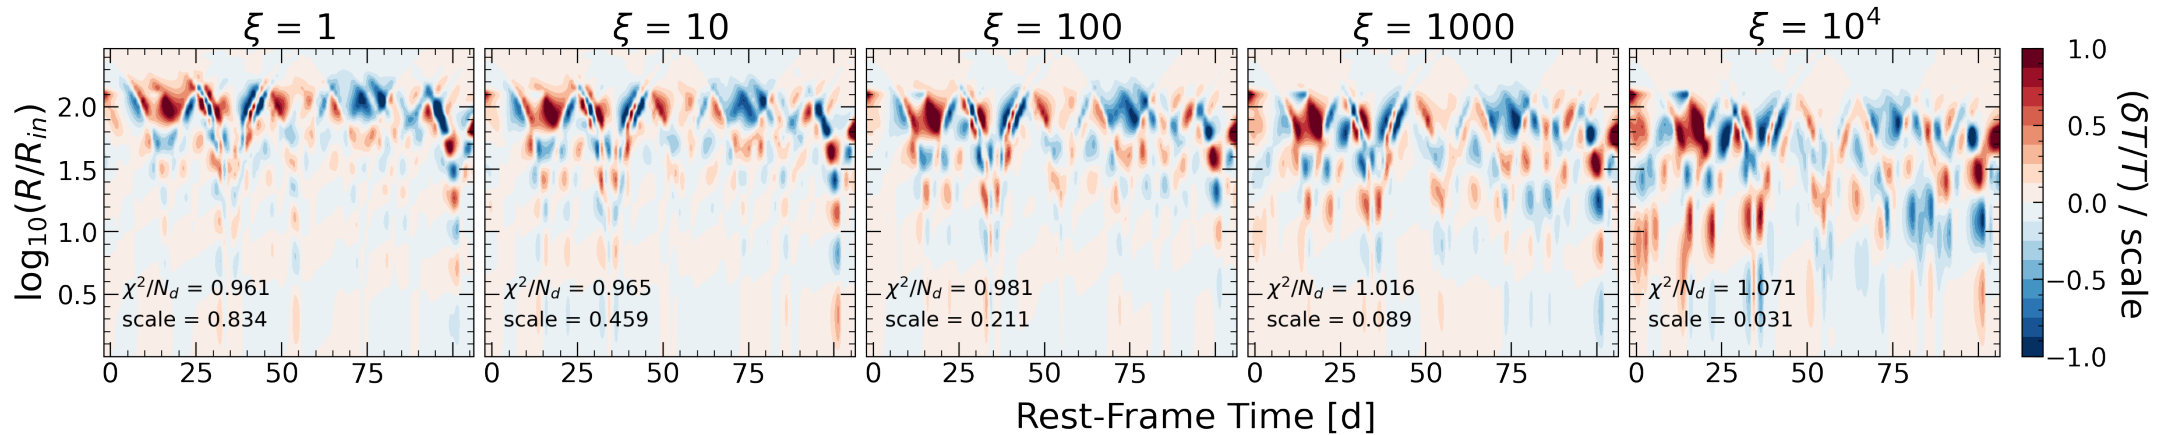 ξ = 1
ξ = 10
ξ = 100
ξ = 1000
ξ = 10⁴
log₁₀(R/R_in)
2.0
1.5
1.0
0.5
χ²/N_d = 0.961
scale = 0.834
χ²/N_d = 0.965
scale = 0.459
χ²/N_d = 0.981
scale = 0.211
χ²/N_d = 1.016
scale = 0.089
χ²/N_d = 1.071
scale = 0.031
0 25 50 75
0 25 50 75
0 25 50 75
0 25 50 75
0 25 50 75
Rest-Frame Time [d]
1.0
0.5
0.0
−0.5
−1.0
(δT/T) / scale